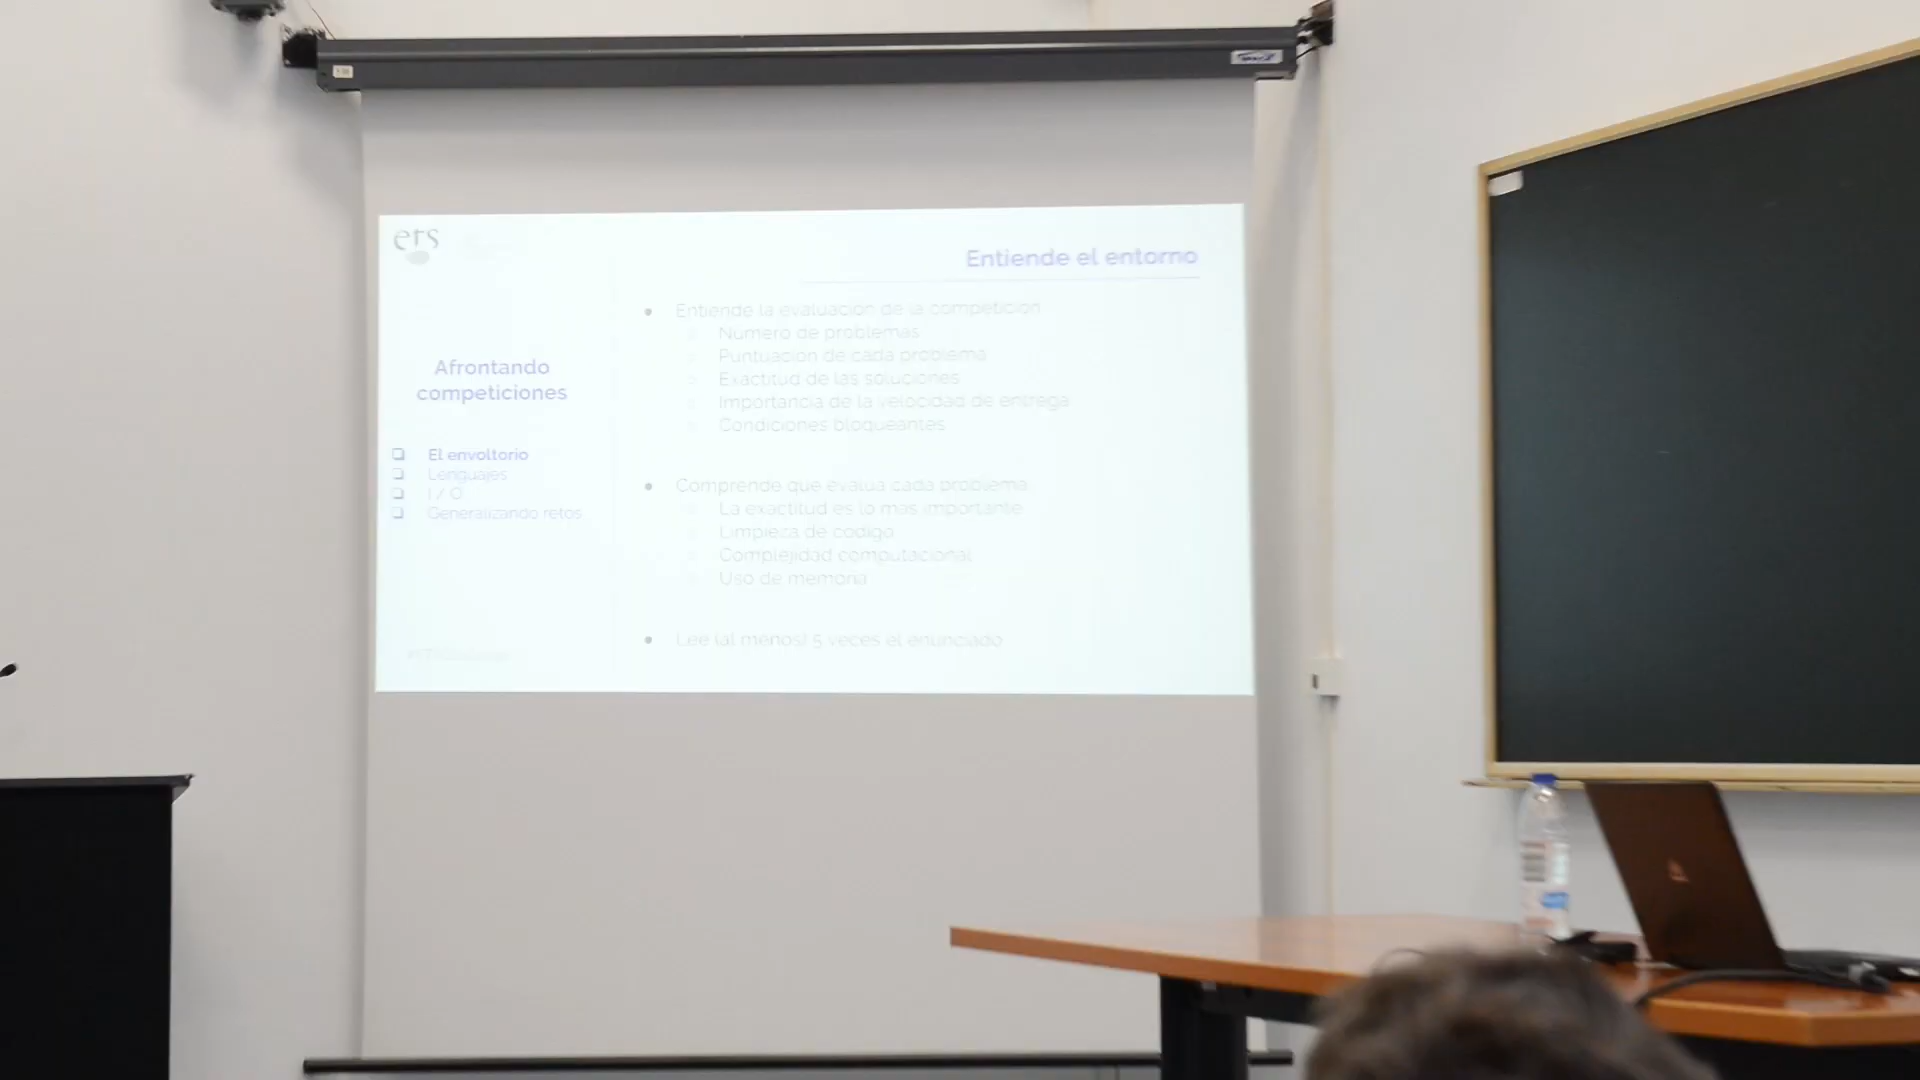 ets
Entiende el entorno
Afrontando
competiciones
El envoltorio
Lenguajes
I / O
Generalizando retos
Entiende la evaluación de la competición
Número de problemas
Puntuación de cada problema
Exactitud de las soluciones
Importancia de la velocidad de entrega
Condiciones bloqueantes
Comprende que evalúa cada problema
La exactitud es lo más importante
Limpieza de código
Complejidad computacional
Uso de memoria
Lee (al menos) 5 veces el enunciado